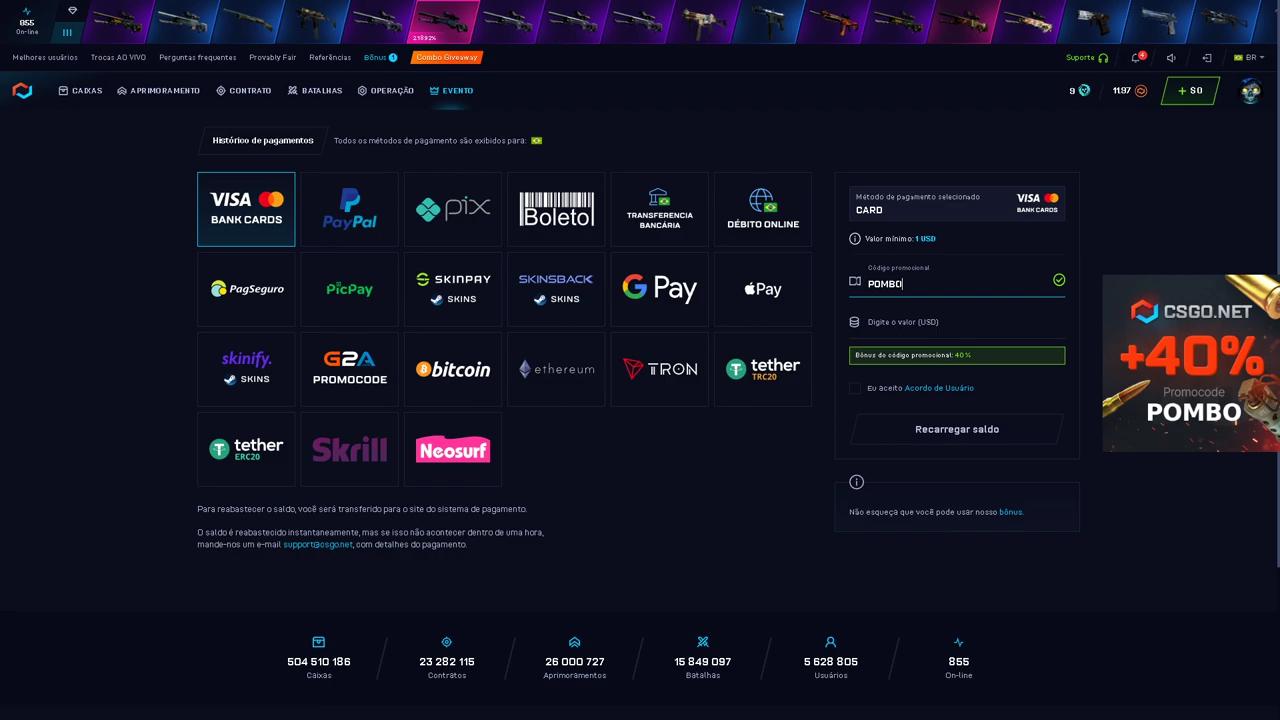 855
On-line
21.892%
Melhores usuários Trocas AO VIVO Perguntas frequentes Provably Fair Referências Bônus Combo Giveaway
Suporte 4 BR
CAIXAS APRIMORAMENTO CONTRATO BATALHAS OPERAÇÃO EVENTO
9 11.97 + $0
Histórico de pagamentos Todos os métodos de pagamento são exibidos para:
VISA
BANK CARDS
PayPal
pix
Boleto
TRANSFERENCIA
BANCÁRIA
DÉBITO ONLINE
PagSeguro
PicPay
SKINPAY
SKINS
SKINSBACK
SKINS
G Pay
Pay
skinify.
SKINS
G2A
PROMOCODE
bitcoin
ethereum
TRON
tether
TRC20
tether
ERC20
Skrill
Neosurf
Para reabastecer o saldo, você será transferido para o site do sistema de pagamento.
O saldo é reabastecido instantaneamente, mas se isso não acontecer dentro de uma hora,
mande-nos um e-mail support@csgo.net, com detalhes do pagamento.
Método de pagamento selecionado
CARD
VISA
BANK CARDS
Valor mínimo: 1 USD
Código promocional
POMBO
Digite o valor (USD)
Bônus do código promocional: 40%
Eu aceito Acordo de Usuário
Recarregar saldo
Não esqueça que você pode usar nosso bônus.
CSGO.NET
+40%
Promocode
POMBO
504 510 186
Caixas
23 282 115
Contratos
26 000 727
Aprimoramentos
15 849 097
Batalhas
5 628 805
Usuários
855
On-line